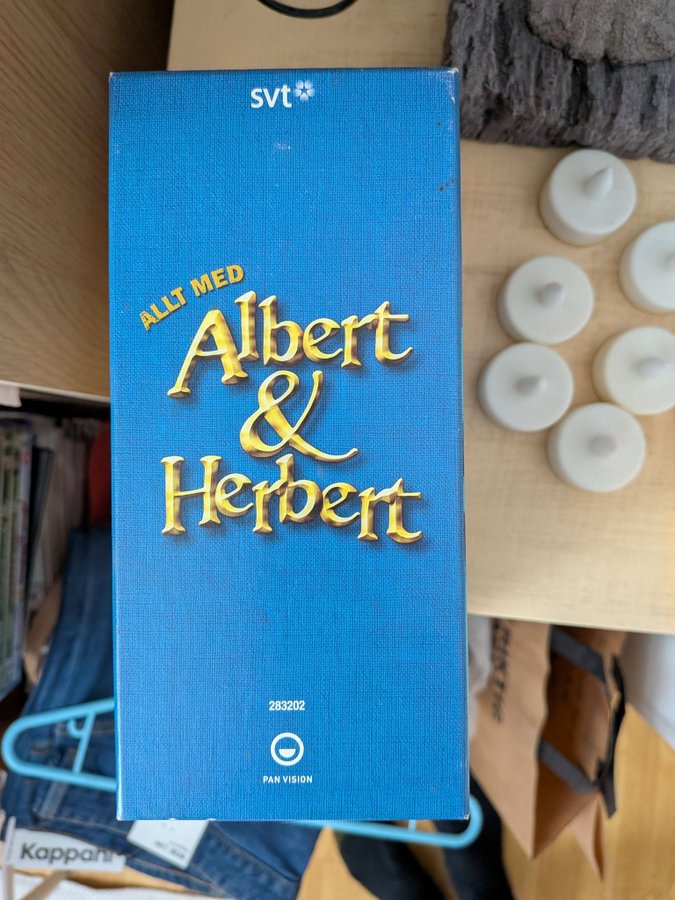 svt
ALLT MED
Albert
&
Herbert
283202
PAN VISION
Kappahl